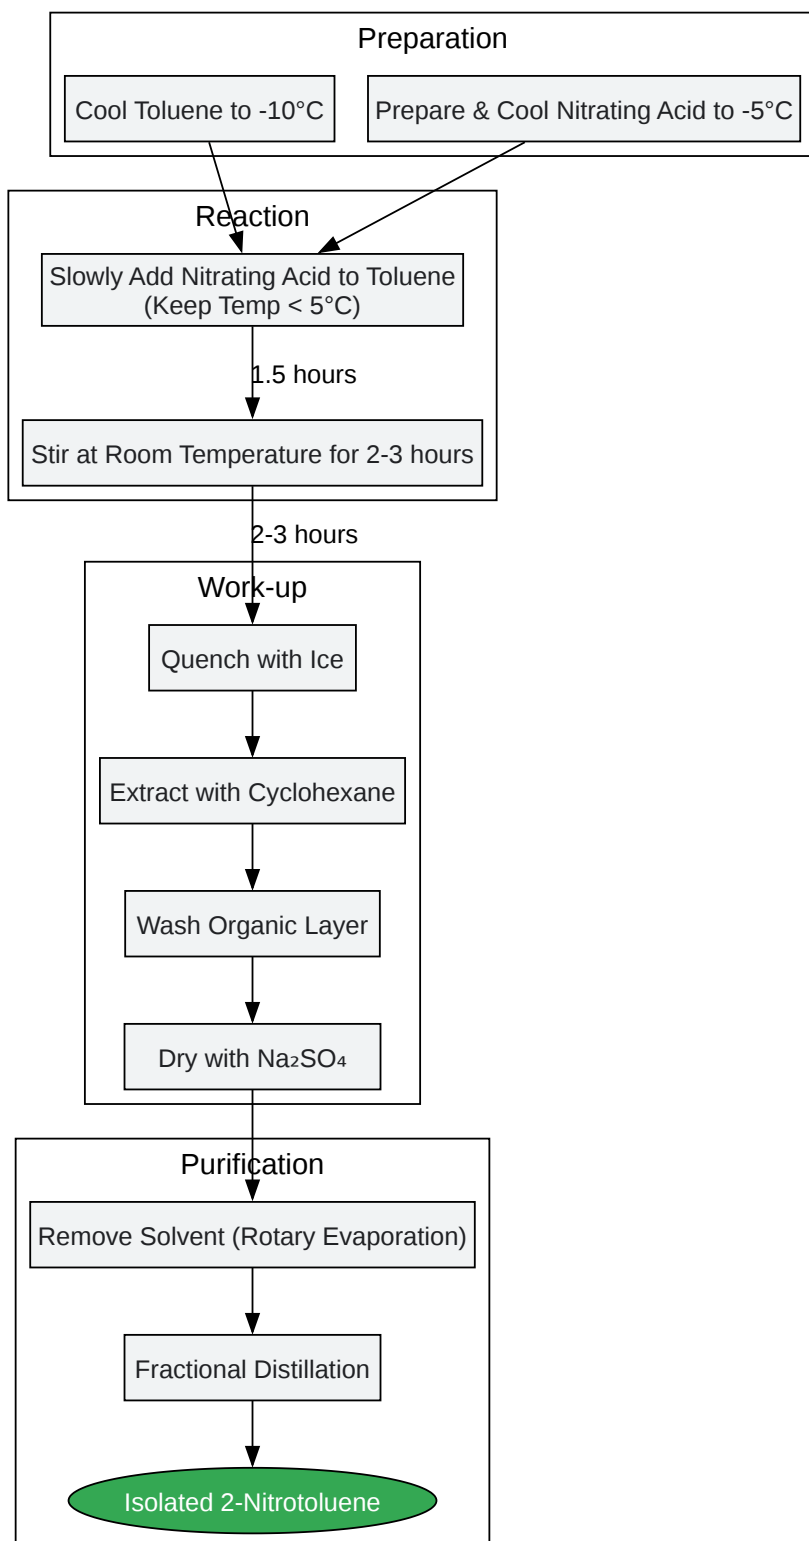 Preparation
Cool Toluene to -10°C
Prepare & Cool Nitrating Acid to -5°C
Reaction
Slowly Add Nitrating Acid to Toluene
(Keep Temp < 5°C)
1.5 hours
Stir at Room Temperature for 2-3 hours
2-3 hours
Work-up
Quench with Ice
Extract with Cyclohexane
Wash Organic Layer
Dry with Na₂SO₄
Purification
Remove Solvent (Rotary Evaporation)
Fractional Distillation
Isolated 2-Nitrotoluene